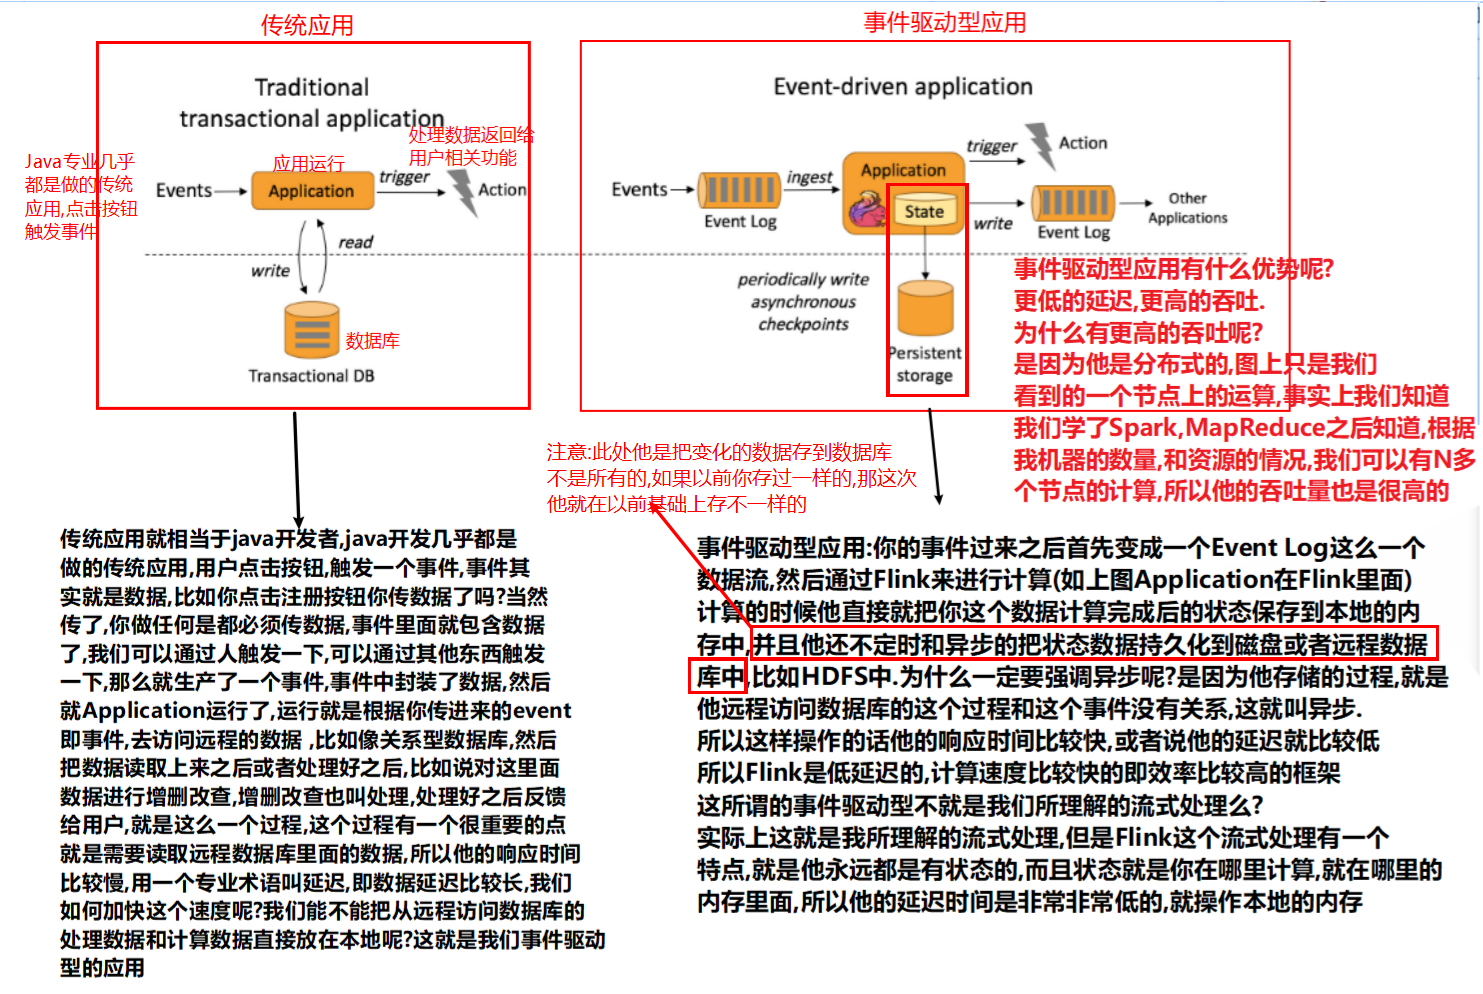 传统应用
事件驱动型应用
Traditional
transactional application
Java专业几乎
都是做的传统
应用,点击按钮
触发事件
应用运行
处理数据返回给
用户相关功能
Events
Application
trigger
Action
read
write
数据库
Transactional DB
Event-driven application
Events
Event Log
ingest
Application
State
trigger
Action
write
Event Log
Other
Applications
periodically write
asynchronous
checkpoints
Persistent
storage
事件驱动型应用有什么优势呢?
更低的延迟,更高的吞吐.
为什么有更高的吞吐呢?
是因为他是分布式的,图上只是我们
看到的一个节点上的运算,事实上我们知道
我们学了Spark,MapReduce之后知道,根据
我机器的数量,和资源的情况,我们可以有N多
个节点的计算,所以他的吞吐量也是很高的
注意:此处他是把变化的数据存到数据库
不是所有的,如果以前你存过一样的,那这次
他就在以前基础上存不一样的
传统应用就相当于java开发者,java开发几乎都是
做的传统应用,用户点击按钮,触发一个事件,事件其
实就是数据,比如你点击注册按钮你传数据了吗?当然
传了,你做任何是都必须传数据,事件里面就包含数据
了,我们可以通过人触发一下,可以通过其他东西触发
一下,那么就生产了一个事件,事件中封装了数据,然后
就Application运行了,运行就是根据你传进来的event
即事件,去访问远程的数据 ,比如像关系型数据库,然后
把数据读取上来之后或者处理好之后,比如说对这里面
数据进行增删改查,增删改查也叫处理,处理好之后反馈
给用户,就是这么一个过程,这个过程有一个很重要的点
就是需要读取远程数据库里面的数据,所以他的响应时间
比较慢,用一个专业术语叫延迟,即数据延迟比较长,我们
如何加快这个速度呢?我们能不能把从远程访问数据库的
处理数据和计算数据直接放在本地呢?这就是我们事件驱动
型的应用
事件驱动型应用:你的事件过来之后首先变成一个Event Log这么一个
数据流,然后通过Flink来进行计算(如上图Application在Flink里面)
计算的时候他直接就把你这个数据计算完成后的状态保存到本地的内
存中,并且他还不定时和异步的把状态数据持久化到磁盘或者远程数据
库中,比如HDFS中.为什么一定要强调异步呢?是因为他存储的过程,就是
他远程访问数据库的这个过程和这个事件没有关系,这就叫异步.
所以这样操作的话他的响应时间比较快,或者说他的延迟就比较低
所以Flink是低延迟的,计算速度比较快的即效率比较高的框架
这所谓的事件驱动型不就是我们所理解的流式处理么?
实际上这就是我所理解的流式处理,但是Flink这个流式处理有一个
特点,就是他永远都是有状态的,而且状态就是你在哪里计算,就在哪里的
内存里面,所以他的延迟时间是非常非常低的,就操作本地的内存